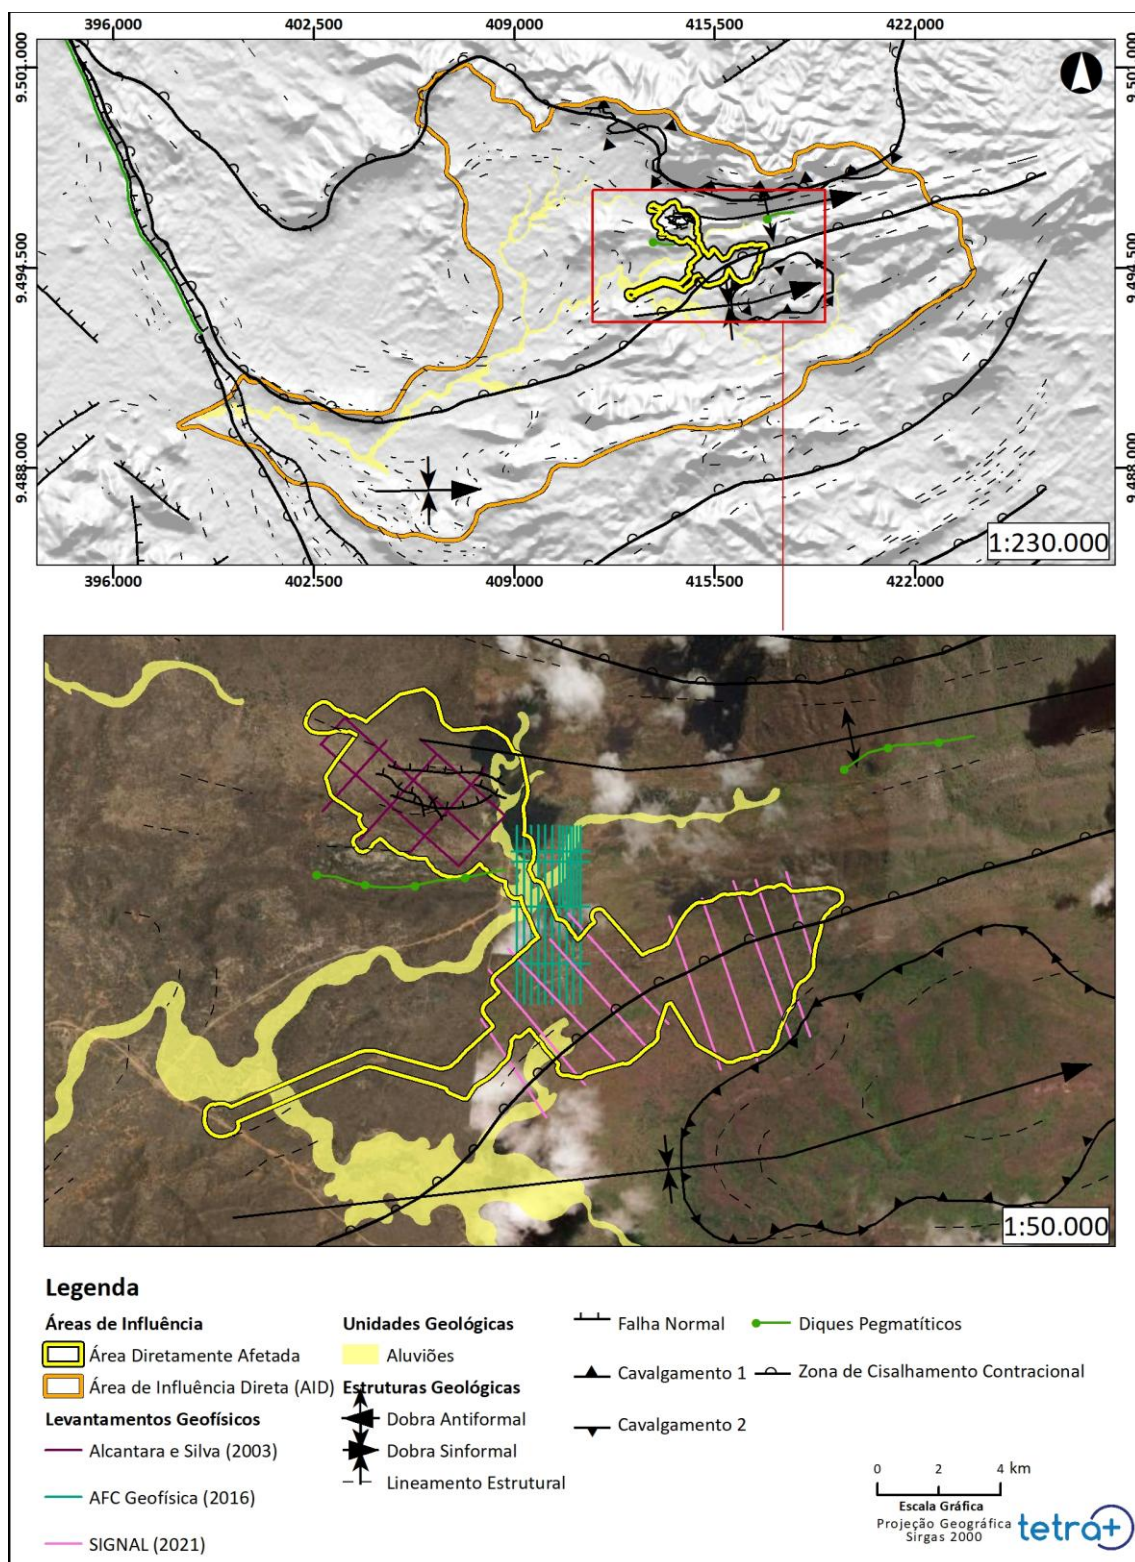 396.000 402.500 409.000 415.500 422.000
9.501.000 9.501.000
9.494.500 9.494.500
9.488.000 9.488.000
1:230.000
396.000 402.500 409.000 415.500 422.000
1:50.000
Legenda
Áreas de Influência
Área Diretamente Afetada
Área de Influência Direta (AID)
Levantamentos Geofísicos
Alcantara e Silva (2003)
AFC Geofísica (2016)
SIGNAL (2021)
Unidades Geológicas
Aluviões
Estruturas Geológicas
Dobra Antiformal
Dobra Sinformal
Lineamento Estrutural
Falha Normal
Cavalgamento 1
Cavalgamento 2
Diques Pegmatíticos
Zona de Cisalhamento Contracional
0 2 4 km
Escala Gráfica
Projeção Geográfica
Sirgas 2000
tetra+